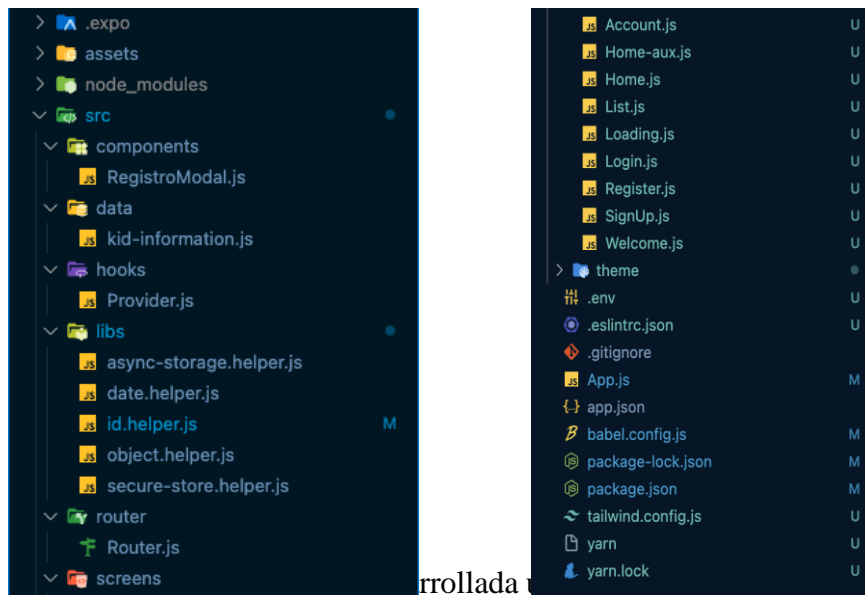 .expo
assets
node_modules
src
components
RegistroModal.js
data
kid-information.js
hooks
Provider.js
libs
async-storage.helper.js
date.helper.js
id.helper.js M
object.helper.js
secure-store.helper.js
router
Router.js
screens
Account.js U
Home-aux.js U
Home.js U
List.js U
Loading.js U
Login.js U
Register.js U
SignUp.js U
Welcome.js U
theme
.env U
.eslintrc.json U
.gitignore
App.js M
app.json
babel.config.js M
package-lock.json M
package.json M
tailwind.config.js U
yarn U
yarn.lock U
rrollada